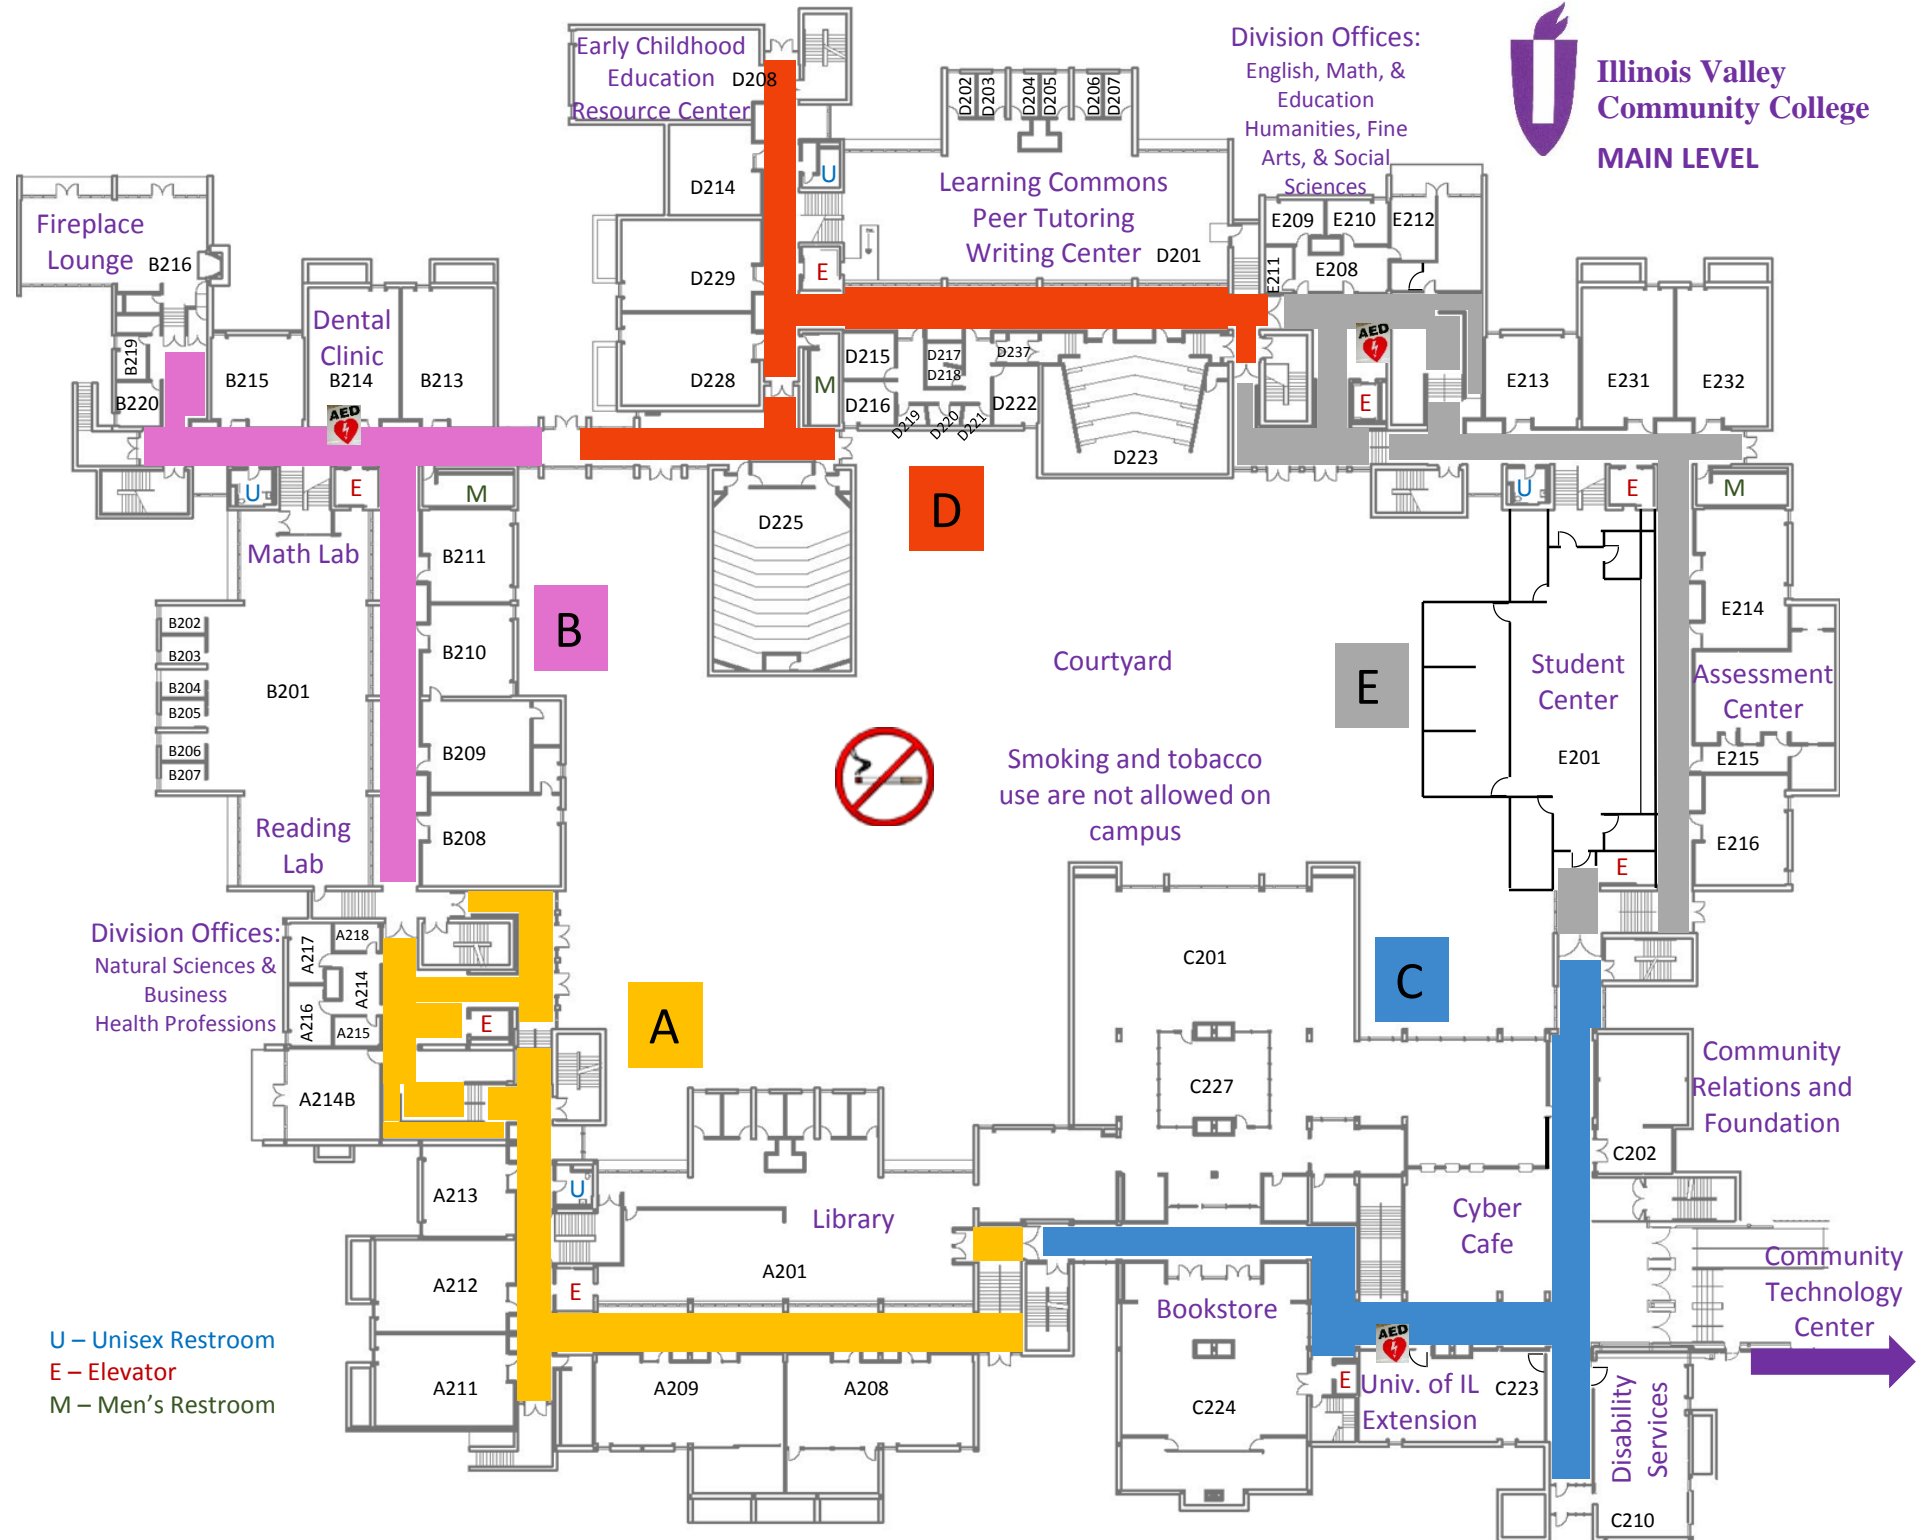 Illinois Valley
Community College
MAIN LEVEL
Early Childhood
Education
Resource Center
D208
D202
D203
D204
D205
D206
D207
Division Offices:
English, Math, &
Education
Humanities, Fine
Arts, & Social
Sciences
D214
U
Learning Commons
Peer Tutoring
Writing Center
D201
E209
E210
E212
E211
E208
Fireplace
Lounge
B216
D229
E
Dental
Clinic
B219
B220
B215
B214
B213
AED
D228
M
D215
D216
D217
D218
D237
D219
D220
D221
D222
D223
AED
E
E213
E231
E232
U
E
M
D225
D
U
E
M
Math Lab
B211
B210
B
B202
B203
B204
B205
B206
B207
B201
B209
Reading
Lab
B208
Courtyard
Smoking and tobacco
use are not allowed on
campus
E
Student
Center
E201
E214
Assessment
Center
E215
E216
E
Division Offices:
Natural Sciences &
Business
Health Professions
A217
A218
A214
A216
A215
E
A
A214B
C201
C
C227
Community
Relations and
Foundation
C202
A213
U
Library
A201
A212
E
A211
A209
A208
Cyber
Cafe
Bookstore
C224
AED
E
Univ. of IL
Extension
C223
Disability
Services
C210
Community
Technology
Center
U – Unisex Restroom
E – Elevator
M – Men's Restroom